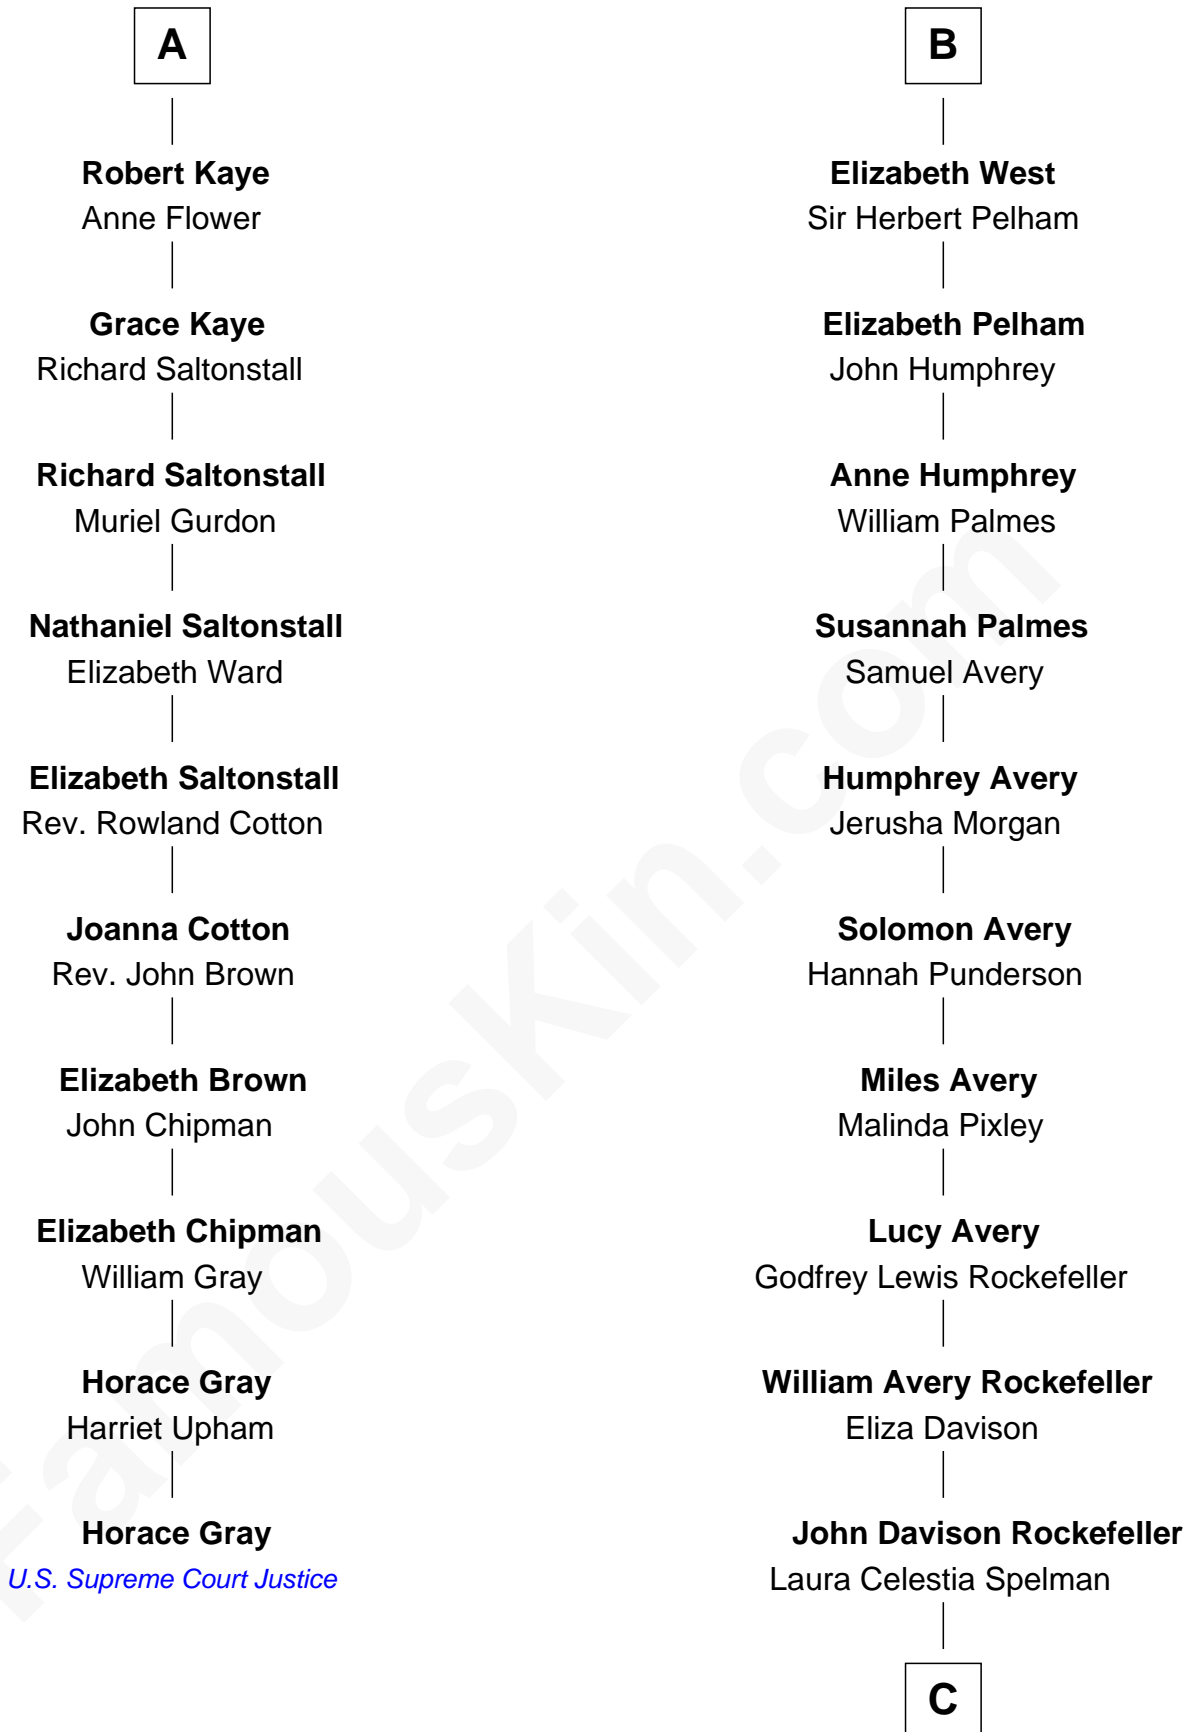 A
Robert Kaye
Anne Flower
Grace Kaye
Richard Saltonstall
Richard Saltonstall
Muriel Gurdon
Nathaniel Saltonstall
Elizabeth Ward
Elizabeth Saltonstall
Rev. Rowland Cotton
Joanna Cotton
Rev. John Brown
Elizabeth Brown
John Chipman
Elizabeth Chipman
William Gray
Horace Gray
Harriet Upham
Horace Gray
U.S. Supreme Court Justice
B
Elizabeth West
Sir Herbert Pelham
Elizabeth Pelham
John Humphrey
Anne Humphrey
William Palmes
Susannah Palmes
Samuel Avery
Humphrey Avery
Jerusha Morgan
Solomon Avery
Hannah Punderson
Miles Avery
Malinda Pixley
Lucy Avery
Godfrey Lewis Rockefeller
William Avery Rockefeller
Eliza Davison
John Davison Rockefeller
Laura Celestia Spelman
C
FamousKin.com